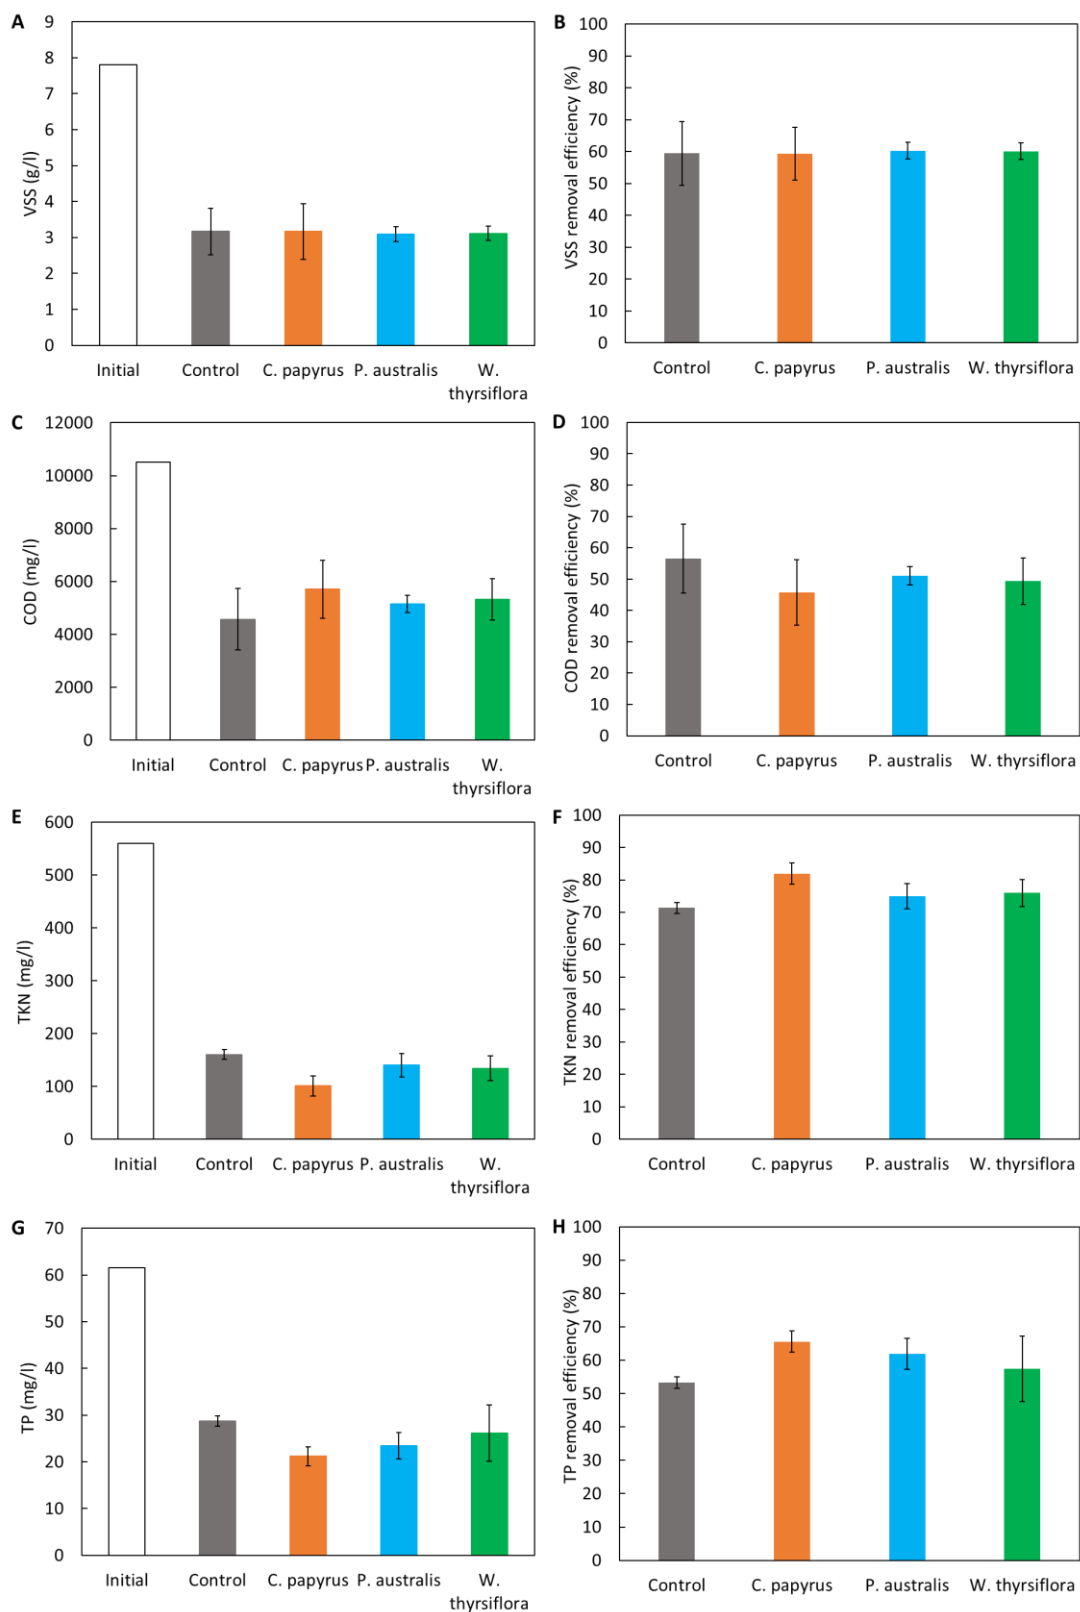 A
VSS (g/l)
9
8
7
6
5
4
3
2
1
0
Initial Control C. papyrus P. australis W.
thyrsiflora
B
VSS removal efficiency (%)
100
90
80
70
60
50
40
30
20
10
0
Control C. papyrus P. australis W. thyrsiflora
C
COD (mg/l)
12000
10000
8000
6000
4000
2000
0
Initial Control C. papyrus P. australis W.
thyrsiflora
D
COD removal efficiency (%)
100
90
80
70
60
50
40
30
20
10
0
Control C. papyrus P. australis W. thyrsiflora
E
TKN (mg/l)
600
500
400
300
200
100
0
Initial Control C. papyrus P. australis W.
thyrsiflora
F
TKN removal efficiency (%)
100
90
80
70
60
50
40
30
20
10
0
Control C. papyrus P. australis W. thyrsiflora
G
TP (mg/l)
70
60
50
40
30
20
10
0
Initial Control C. papyrus P. australis W.
thyrsiflora
H
TP removal efficiency (%)
100
90
80
70
60
50
40
30
20
10
0
Control C. papyrus P. australis W. thyrsiflora